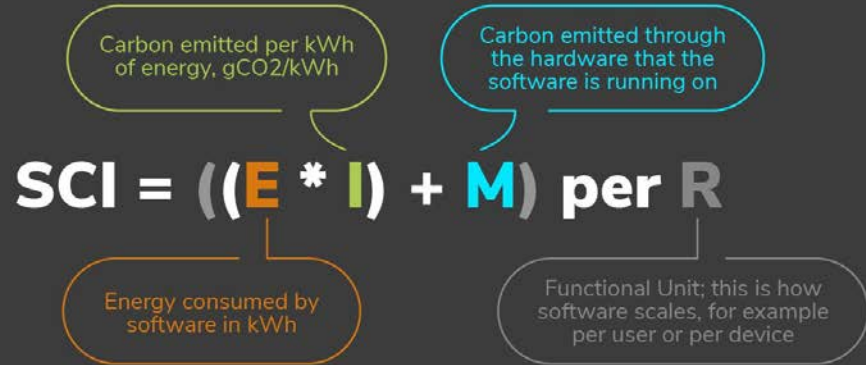 Carbon emitted per kWh
of energy, gCO2/kWh
Carbon emitted through
the hardware that the
software is running on
SCI = ((E * I) + M) per R
Energy consumed by
software in kWh
Functional Unit; this is how
software scales, for example
per user or per device